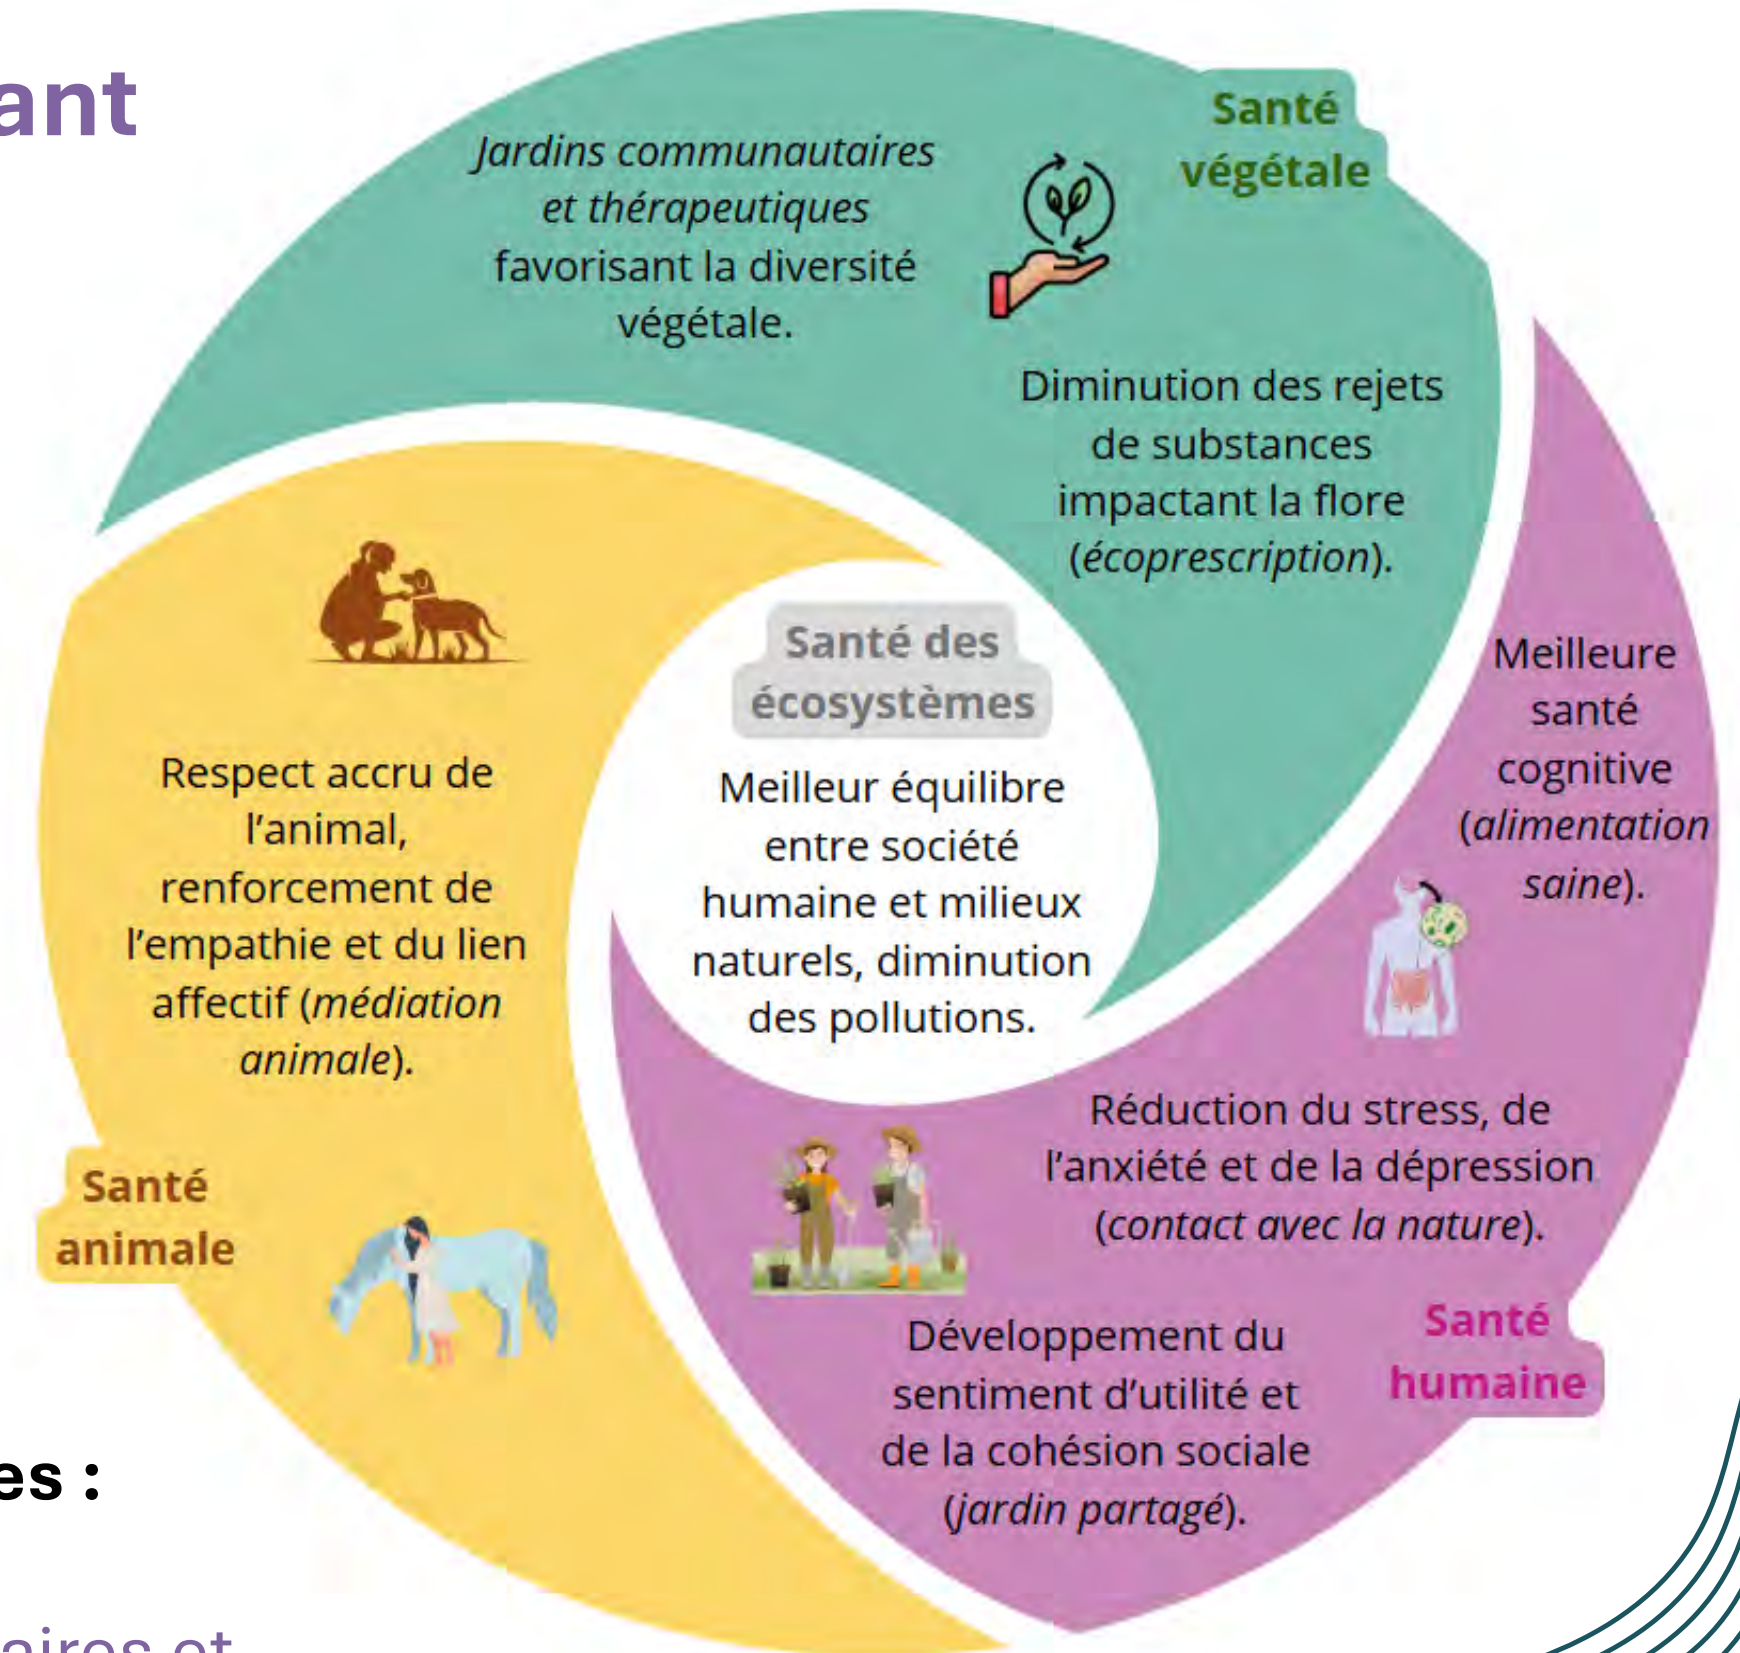 ant
Santé
végétale
Jardins communautaires
et thérapeutiques
favorisant la diversité
végétale.
Diminution des rejets
de substances
impactant la flore
(écoprescription).
Santé des
écosystèmes
Meilleur équilibre
entre société
humaine et milieux
naturels, diminution
des pollutions.
Respect accru de
l'animal,
renforcement de
l'empathie et du lien
affectif (médiation
animale).
Santé
animale
Meilleure
santé
cognitive
(alimentation
saine).
Réduction du stress, de
l'anxiété et de la dépression
(contact avec la nature).
Santé
humaine
Développement du
sentiment d'utilité et
de la cohésion sociale
(jardin partagé).
es :
aires et